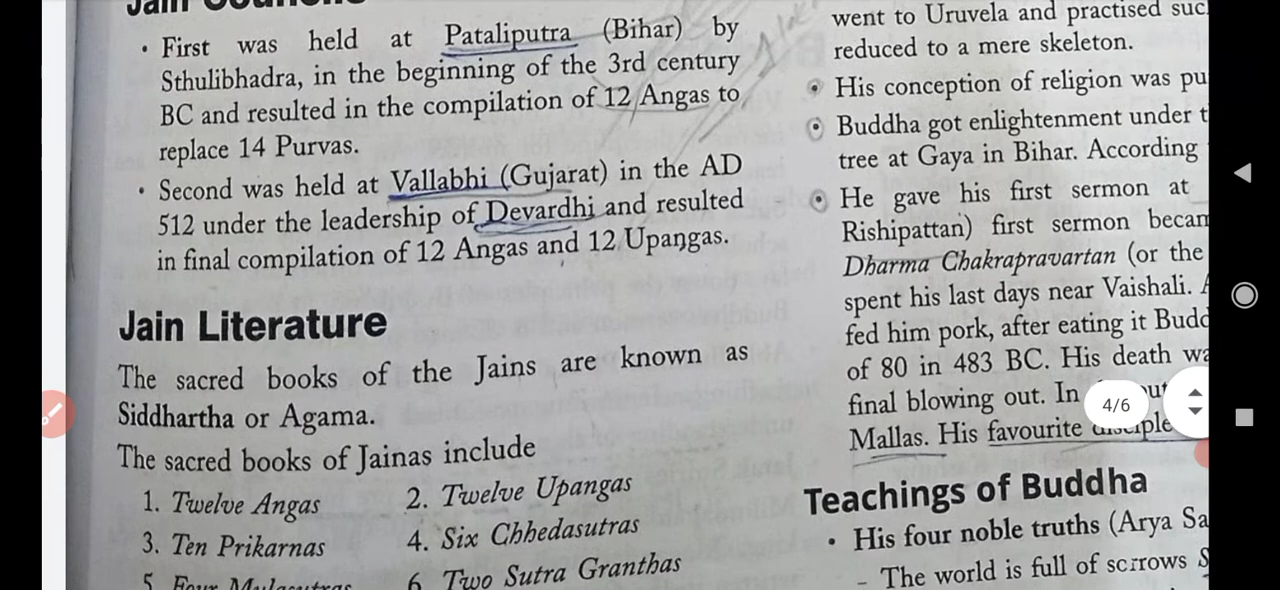 • First was held at Pataliputra (Bihar) by
Sthulibhadra, in the beginning of the 3rd century
BC and resulted in the compilation of 12 Angas to
replace 14 Purvas.
• Second was held at Vallabhi (Gujarat) in the AD
512 under the leadership of Devardhi and resulted
in final compilation of 12 Angas and 12 Upangas.
Jain Literature
The sacred books of the Jains are known as
Siddhartha or Agama.
The sacred books of Jainas include
1. Twelve Angas 2. Twelve Upangas
3. Ten Prikarnas 4. Six Chhedasutras
6. Two Sutra Granthas
went to Uruvela and practised
reduced to a mere skeleton.
His conception of religion was
Buddha got enlightenment under
tree at Gaya in Bihar. According
He gave his first sermon at
Rishipattan) first sermon
Dharma Chakrapravartan (or the
spent his last days near Vaishali.
fed him pork, after eating it
of 80 in 483 BC. His death
final blowing out. In
Mallas. His favourite
4/6
Teachings of Buddha
• His four noble truths (Arya
– The world is full of sorrows